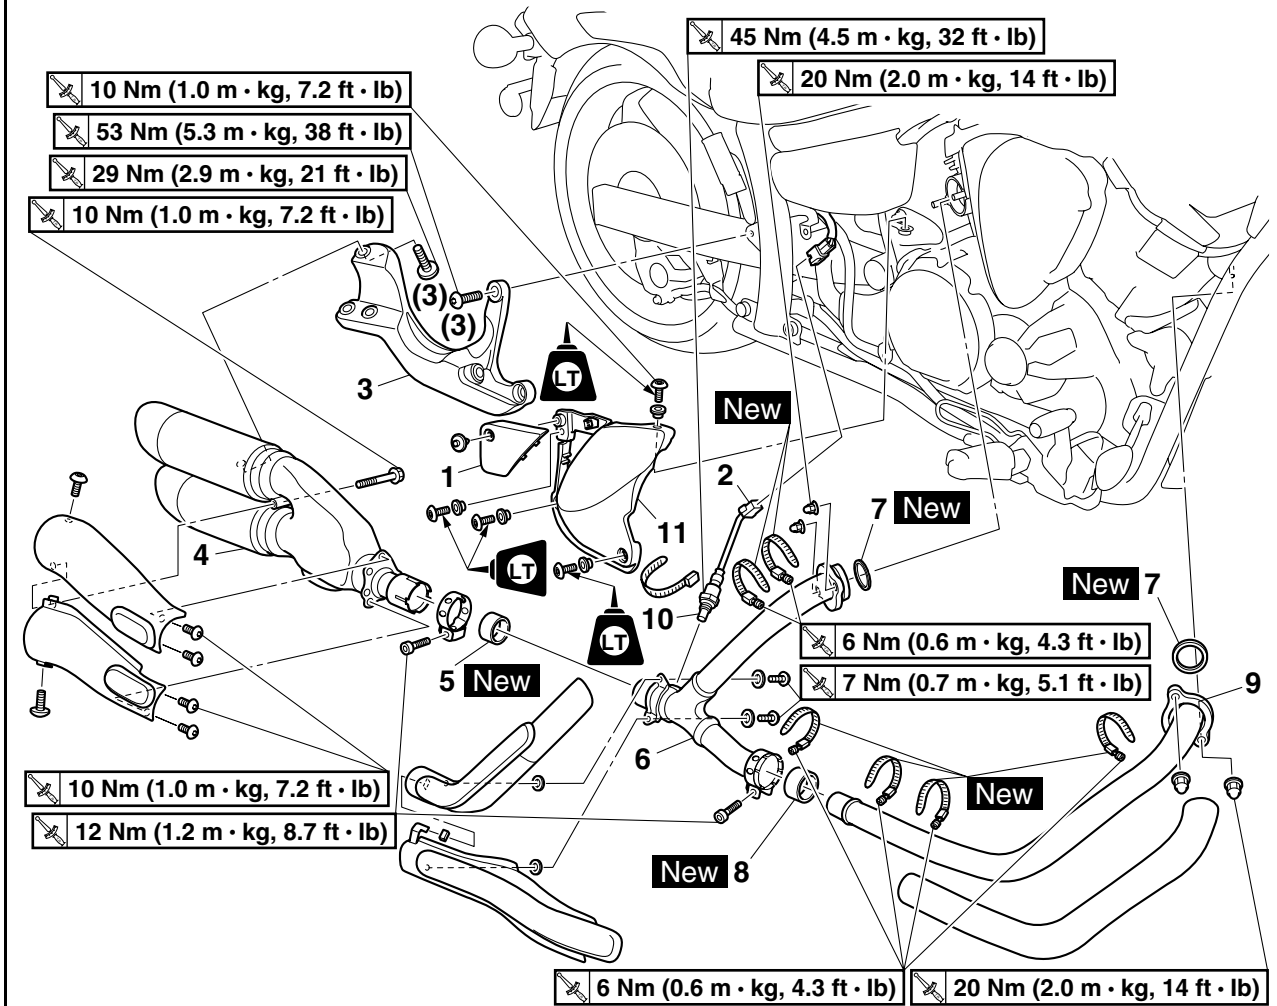 45 Nm (4.5 m · kg, 32 ft · lb)
20 Nm (2.0 m · kg, 14 ft · lb)
10 Nm (1.0 m · kg, 7.2 ft · lb)
53 Nm (5.3 m · kg, 38 ft · lb)
29 Nm (2.9 m · kg, 21 ft · lb)
10 Nm (1.0 m · kg, 7.2 ft · lb)
(3)
(3)
3
LT
New
1
2
7 New
11
4
LT
10
New 7
LT
6 Nm (0.6 m · kg, 4.3 ft · lb)
5 New
7 Nm (0.7 m · kg, 5.1 ft · lb)
9
6
10 Nm (1.0 m · kg, 7.2 ft · lb)
New
12 Nm (1.2 m · kg, 8.7 ft · lb)
New 8
6 Nm (0.6 m · kg, 4.3 ft · lb)
20 Nm (2.0 m · kg, 14 ft · lb)